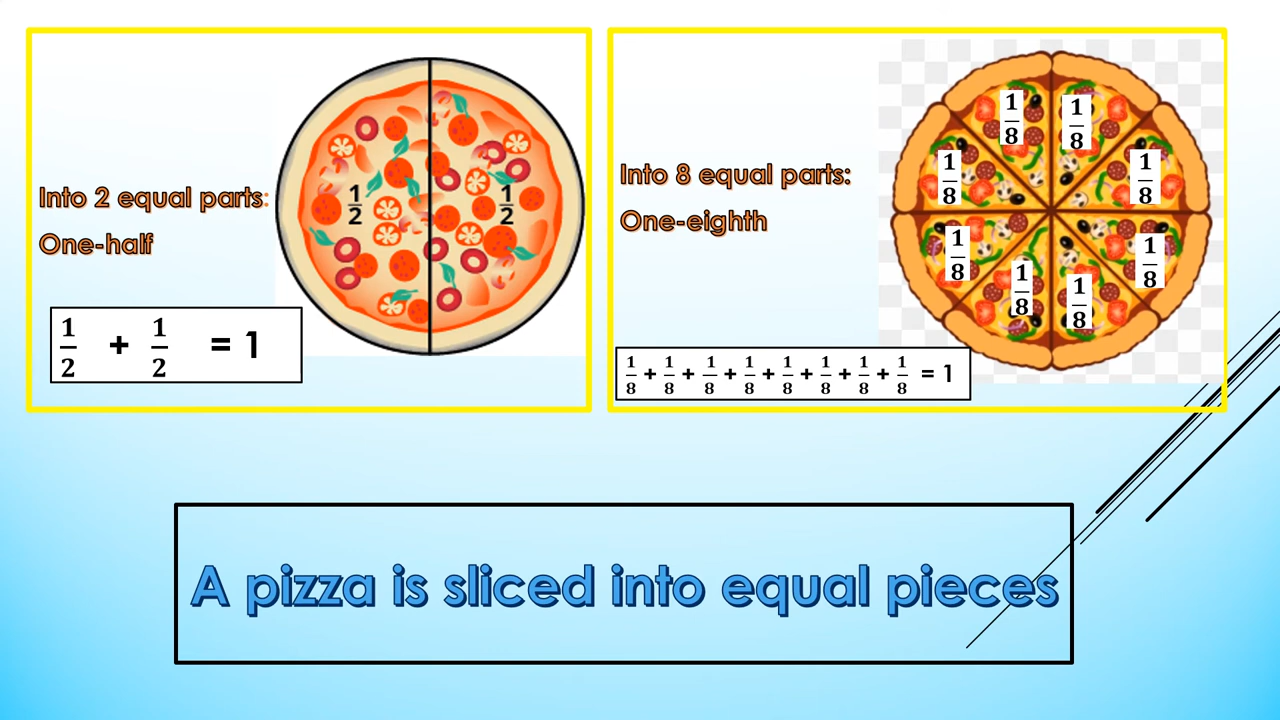 Into 2 equal parts:
One-half
1/2 1/2
1/2 + 1/2 = 1
Into 8 equal parts:
One-eighth
1/8 1/8
1/8 1/8
1/8 1/8
1/8 1/8
1/8 + 1/8 + 1/8 + 1/8 + 1/8 + 1/8 + 1/8 + 1/8 = 1
A pizza is sliced into equal pieces